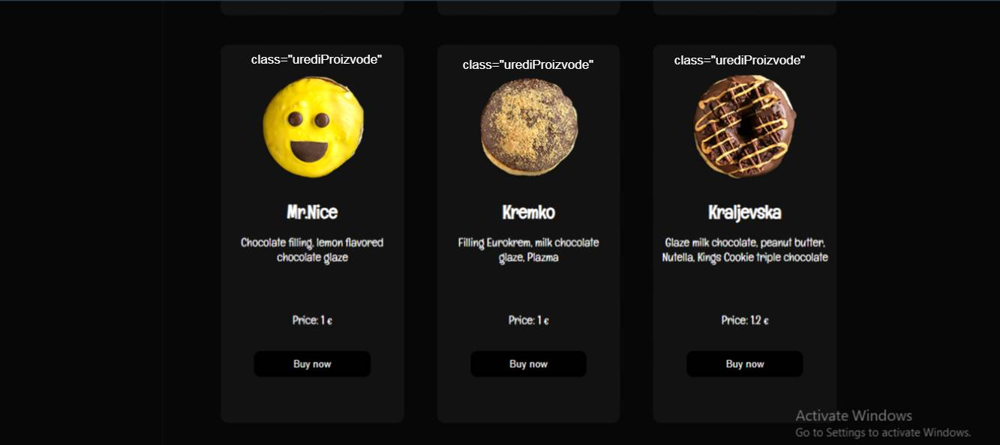 class="urediProizvode"
class="urediProizvode"
class="urediProizvode"
Mr.Nice
Kremko
Kraljevska
Chocolate filling, lemon flavored
chocolate glaze
Filling Eurokrem, milk chocolate
glaze, Plazma
Glaze milk chocolate, peanut butter,
Nutella, Kings Cookie triple chocolate
Price: 1 €
Price: 1 €
Price: 1.2 €
Buy now
Buy now
Buy now
Activate Windows
Go to Settings to activate Windows.